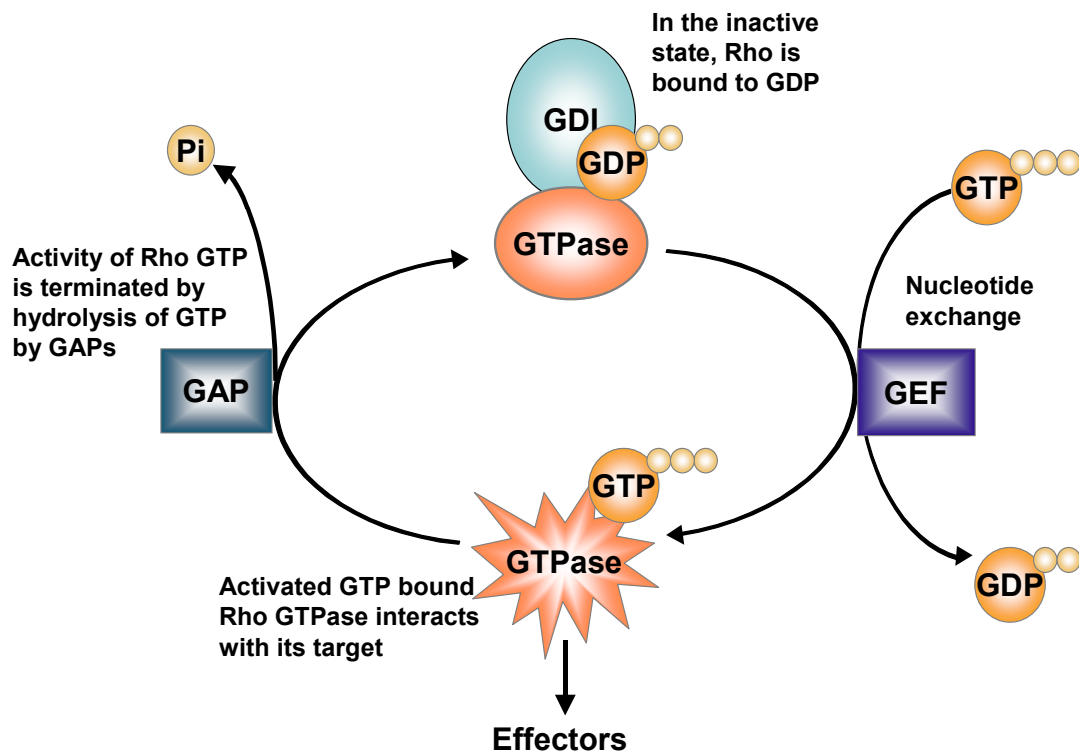 In the inactive
state, Rho is
bound to GDP
GDI
GDP
Pi
GTP
GTPase
Activity of Rho GTP
is terminated by
hydrolysis of GTP
by GAPs
Nucleotide
exchange
GAP
GEF
GTP
GTPase
GDP
Activated GTP bound
Rho GTPase interacts
with its target
Effectors